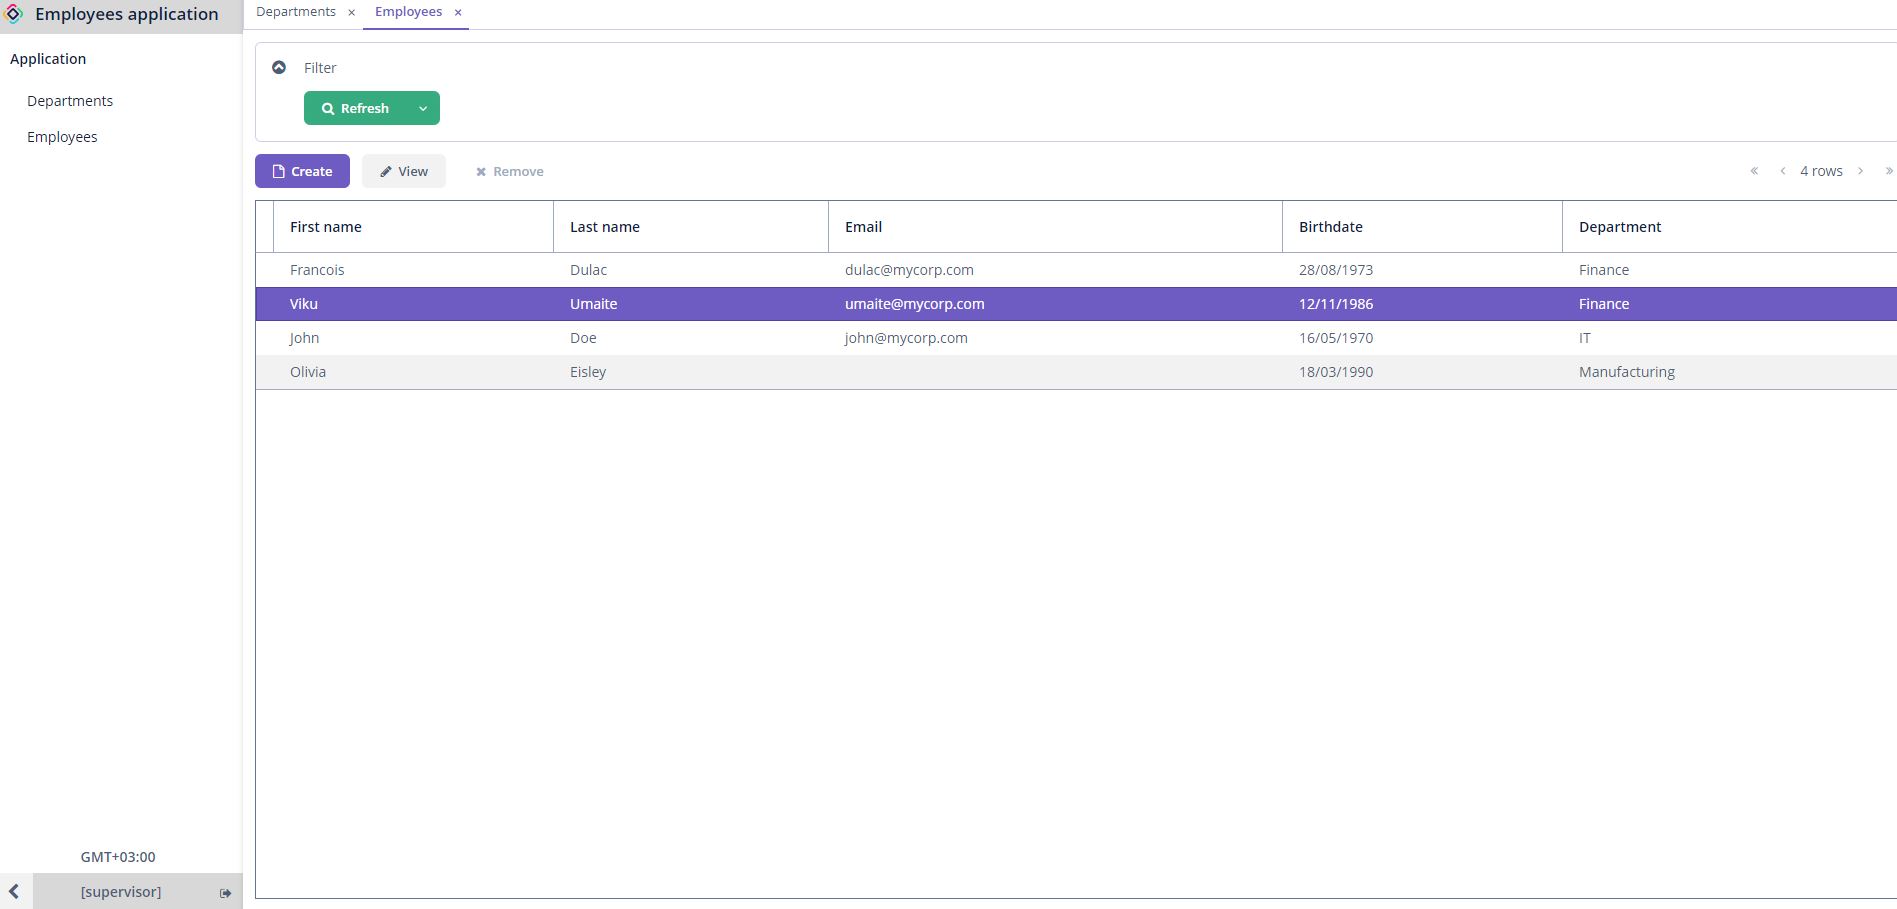 Employees application
Departments × Employees ×
Application
Departments
Employees
Filter
Refresh
Create View Remove
« ‹ 4 rows › »
First name Last name Email Birthdate Department
Francois Dulac dulac@mycorp.com 28/08/1973 Finance
Viku Umaite umaite@mycorp.com 12/11/1986 Finance
John Doe john@mycorp.com 16/05/1970 IT
Olivia Eisley 18/03/1990 Manufacturing
GMT+03:00
[supervisor]